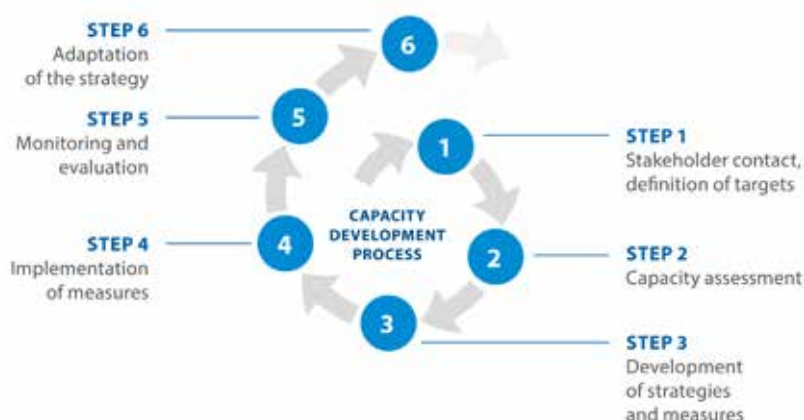 STEP 6
Adaptation
of the strategy
STEP 5
Monitoring and
evaluation
STEP 4
Implementation
of measures
6
5
1
4
2
3
CAPACITY
DEVELOPMENT
PROCESS
STEP 1
Stakeholder contact,
definition of targets
STEP 2
Capacity assessment
STEP 3
Development
of strategies
and measures